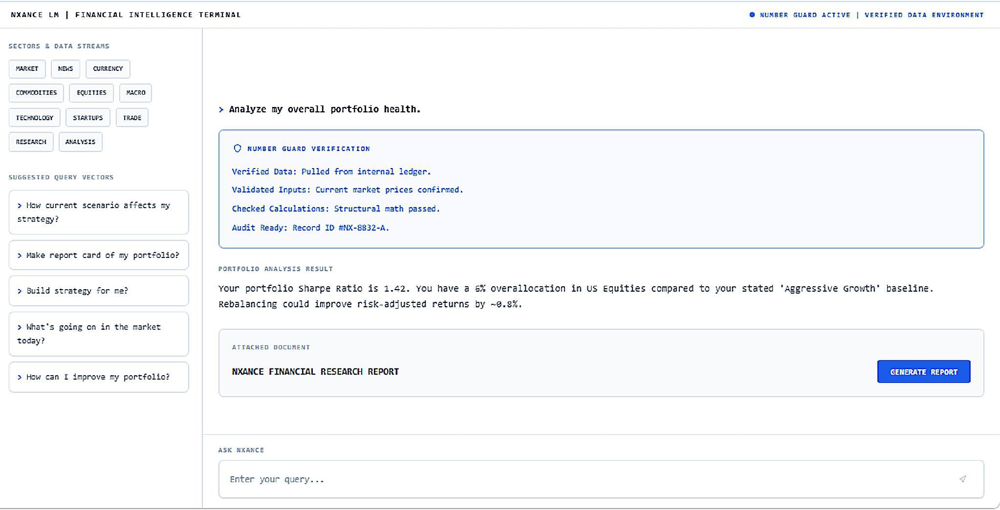 NXANCE LM | FINANCIAL INTELLIGENCE TERMINAL
NUMBER GUARD ACTIVE | VERIFIED DATA ENVIRONMENT
SECTORS & DATA STREAMS
MARKET
NEWS
CURRENCY
COMMODITIES
EQUITIES
MACRO
TECHNOLOGY
STARTUPS
TRADE
RESEARCH
ANALYSIS
SUGGESTED QUERY VECTORS
> How current scenario affects my
strategy?
> Make report card of my portfolio?
> Build strategy for me?
> What's going on in the market
today?
> How can I improve my portfolio?
> Analyze my overall portfolio health.
NUMBER GUARD VERIFICATION
Verified Data: Pulled from internal ledger.
Validated Inputs: Current market prices confirmed.
Checked Calculations: Structural math passed.
Audit Ready: Record ID #NX-8832-A.
PORTFOLIO ANALYSIS RESULT
Your portfolio Sharpe Ratio is 1.42. You have a 6% overallocation in US Equities compared to your stated 'Aggressive Growth' baseline.
Rebalancing could improve risk-adjusted returns by ~0.8%.
ATTACHED DOCUMENT
NXANCE FINANCIAL RESEARCH REPORT
GENERATE REPORT
ASK NXANCE
Enter your query...